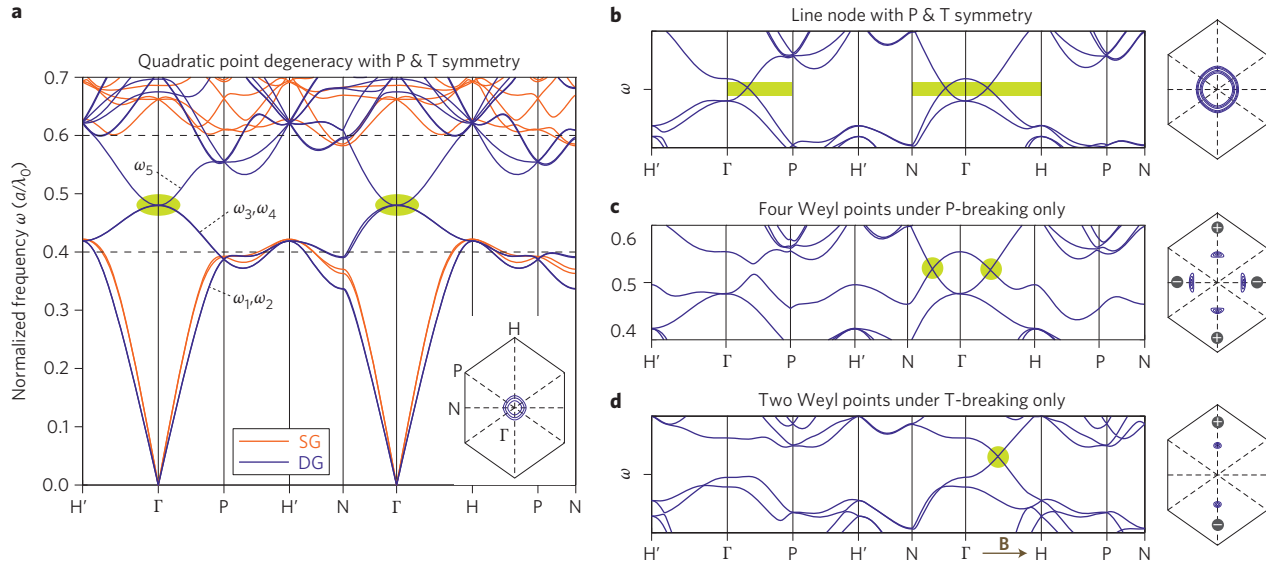 a
Quadratic point degeneracy with P & T symmetry
Normalized frequency ω (a/λ₀)
0.7
0.6
0.5
0.4
0.3
0.2
0.1
0.0
ω₅
ω₃,ω₄
ω₁,ω₂
SG
DG
H
P
N
Γ
H′ Γ P H′ N Γ H P N
b
Line node with P & T symmetry
ω
H′ Γ P H′ N Γ H P N
c
Four Weyl points under P-breaking only
0.6
0.5
0.4
H′ Γ P H′ N Γ H P N
+
− −
+
d
Two Weyl points under T-breaking only
ω
H′ Γ P H′ N Γ B H P N
+
−